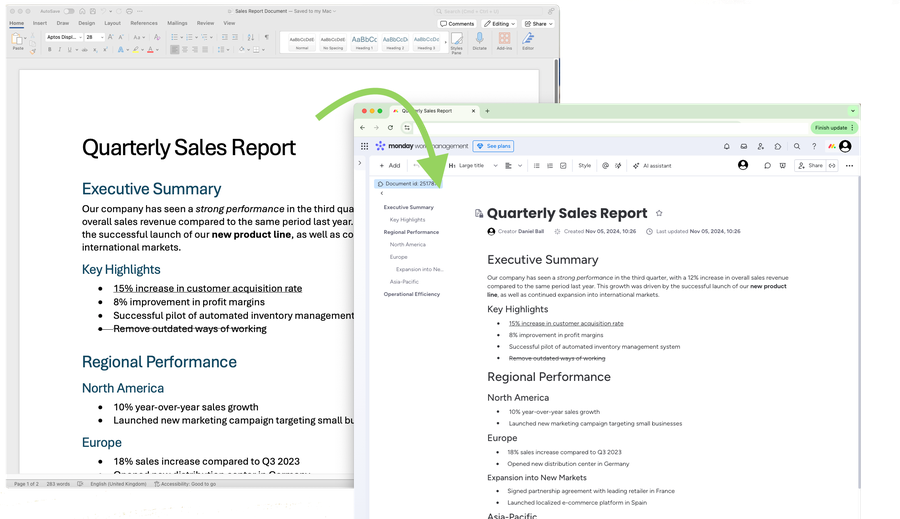 AutoSave
Sales Report Document — Saved to my Mac
Home Insert Draw Design Layout References Mailings Review View
Comments Editing Share
Paste
Aptos Displ... 28
AaBbCcDdE AaBbCcDdE AaBbC AaBbCcD AaBbCcDc
Normal No Spacing Heading 1 Heading 2 Heading 3
Styles Pane Dictate Add-ins Editor
Quarterly Sales Report
Executive Summary
Our company has seen a strong performance in the third qua
overall sales revenue compared to the same period last year.
the successful launch of our new product line, as well as co
international markets.
Key Highlights
15% increase in customer acquisition rate
8% improvement in profit margins
Successful pilot of automated inventory management
Remove outdated ways of working
Regional Performance
North America
10% year-over-year sales growth
Launched new marketing campaign targeting small bu
Europe
18% sales increase compared to Q3 2023
Opened new distribution center in Germany
Page 1 of 2 283 words English (United Kingdom) Accessibility: Good to go
Quarterly Sales Report
Finish update
monday work management See plans
Add H1 Large title Style AI assistant Share
Document id: 25178
Executive Summary
Key Highlights
Regional Performance
North America
Europe
Expansion into Ne...
Asia-Pacific
Operational Efficiency
Quarterly Sales Report
Creator Daniel Ball Created Nov 05, 2024, 10:26 Last updated Nov 05, 2024, 10:26
Executive Summary
Our company has seen a strong performance in the third quarter, with a 12% increase in overall sales revenue
compared to the same period last year. This growth was driven by the successful launch of our new product
line, as well as continued expansion into international markets.
Key Highlights
15% increase in customer acquisition rate
8% improvement in profit margins
Successful pilot of automated inventory management system
Remove outdated ways of working
Regional Performance
North America
10% year-over-year sales growth
Launched new marketing campaign targeting small businesses
Europe
18% sales increase compared to Q3 2023
Opened new distribution center in Germany
Expansion into New Markets
Signed partnership agreement with leading retailer in France
Launched localized e-commerce platform in Spain
Asia-Pacific